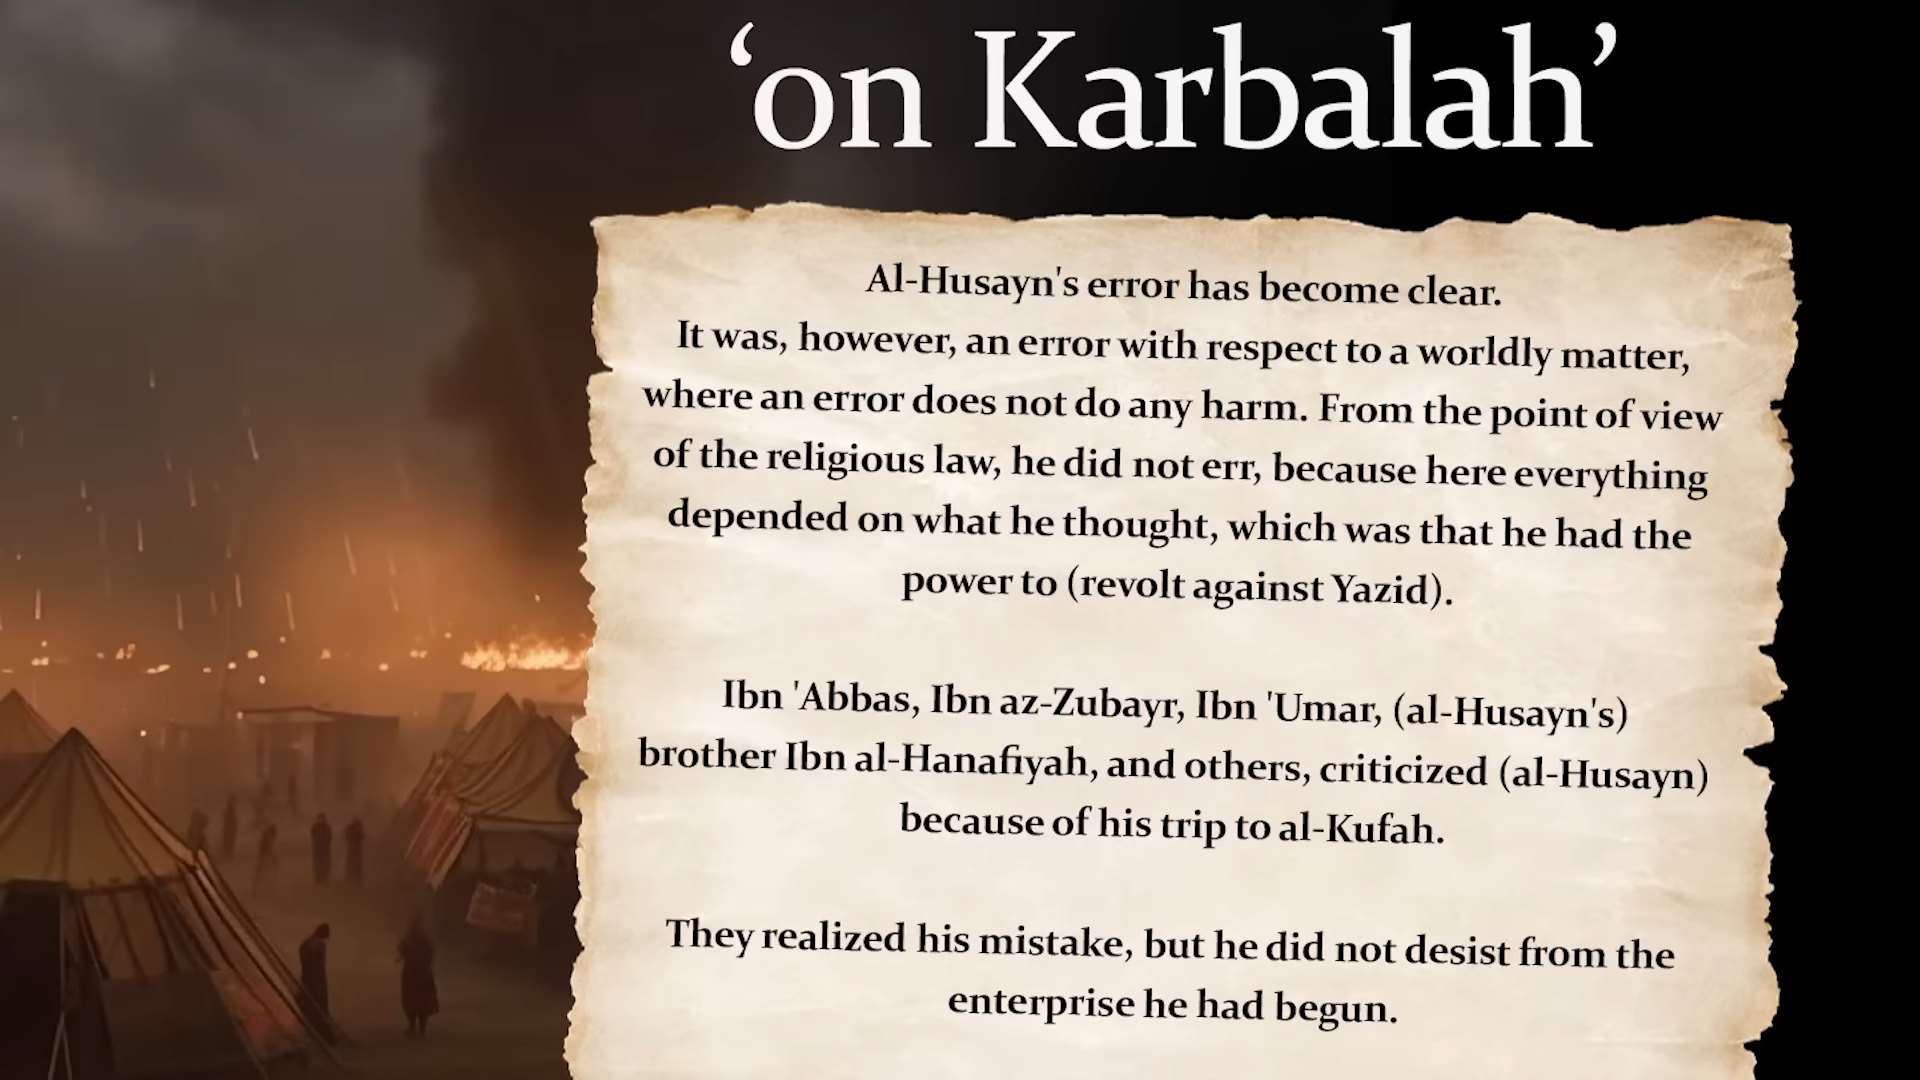 ‘on Karbalah’
Al-Husayn's error has become clear.
It was, however, an error with respect to a worldly matter,
where an error does not do any harm. From the point of view
of the religious law, he did not err, because here everything
depended on what he thought, which was that he had the
power to (revolt against Yazid).
Ibn 'Abbas, Ibn az-Zubayr, Ibn 'Umar, (al-Husayn's)
brother Ibn al-Hanafiyah, and others, criticized (al-Husayn)
because of his trip to al-Kufah.
They realized his mistake, but he did not desist from the
enterprise he had begun.